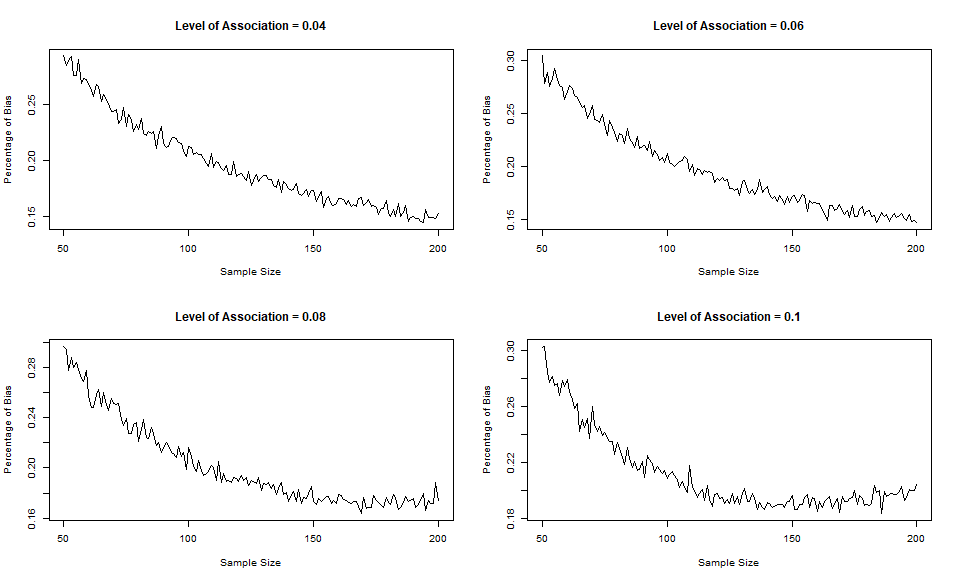 Level of Association = 0.04
Percentage of Bias
0.25
0.20
0.15
50
100
150
200
Sample Size
Level of Association = 0.06
Percentage of Bias
0.30
0.25
0.20
0.15
50
100
150
200
Sample Size
Level of Association = 0.08
Percentage of Bias
0.28
0.24
0.20
0.16
50
100
150
200
Sample Size
Level of Association = 0.1
Percentage of Bias
0.30
0.26
0.22
0.18
50
100
150
200
Sample Size